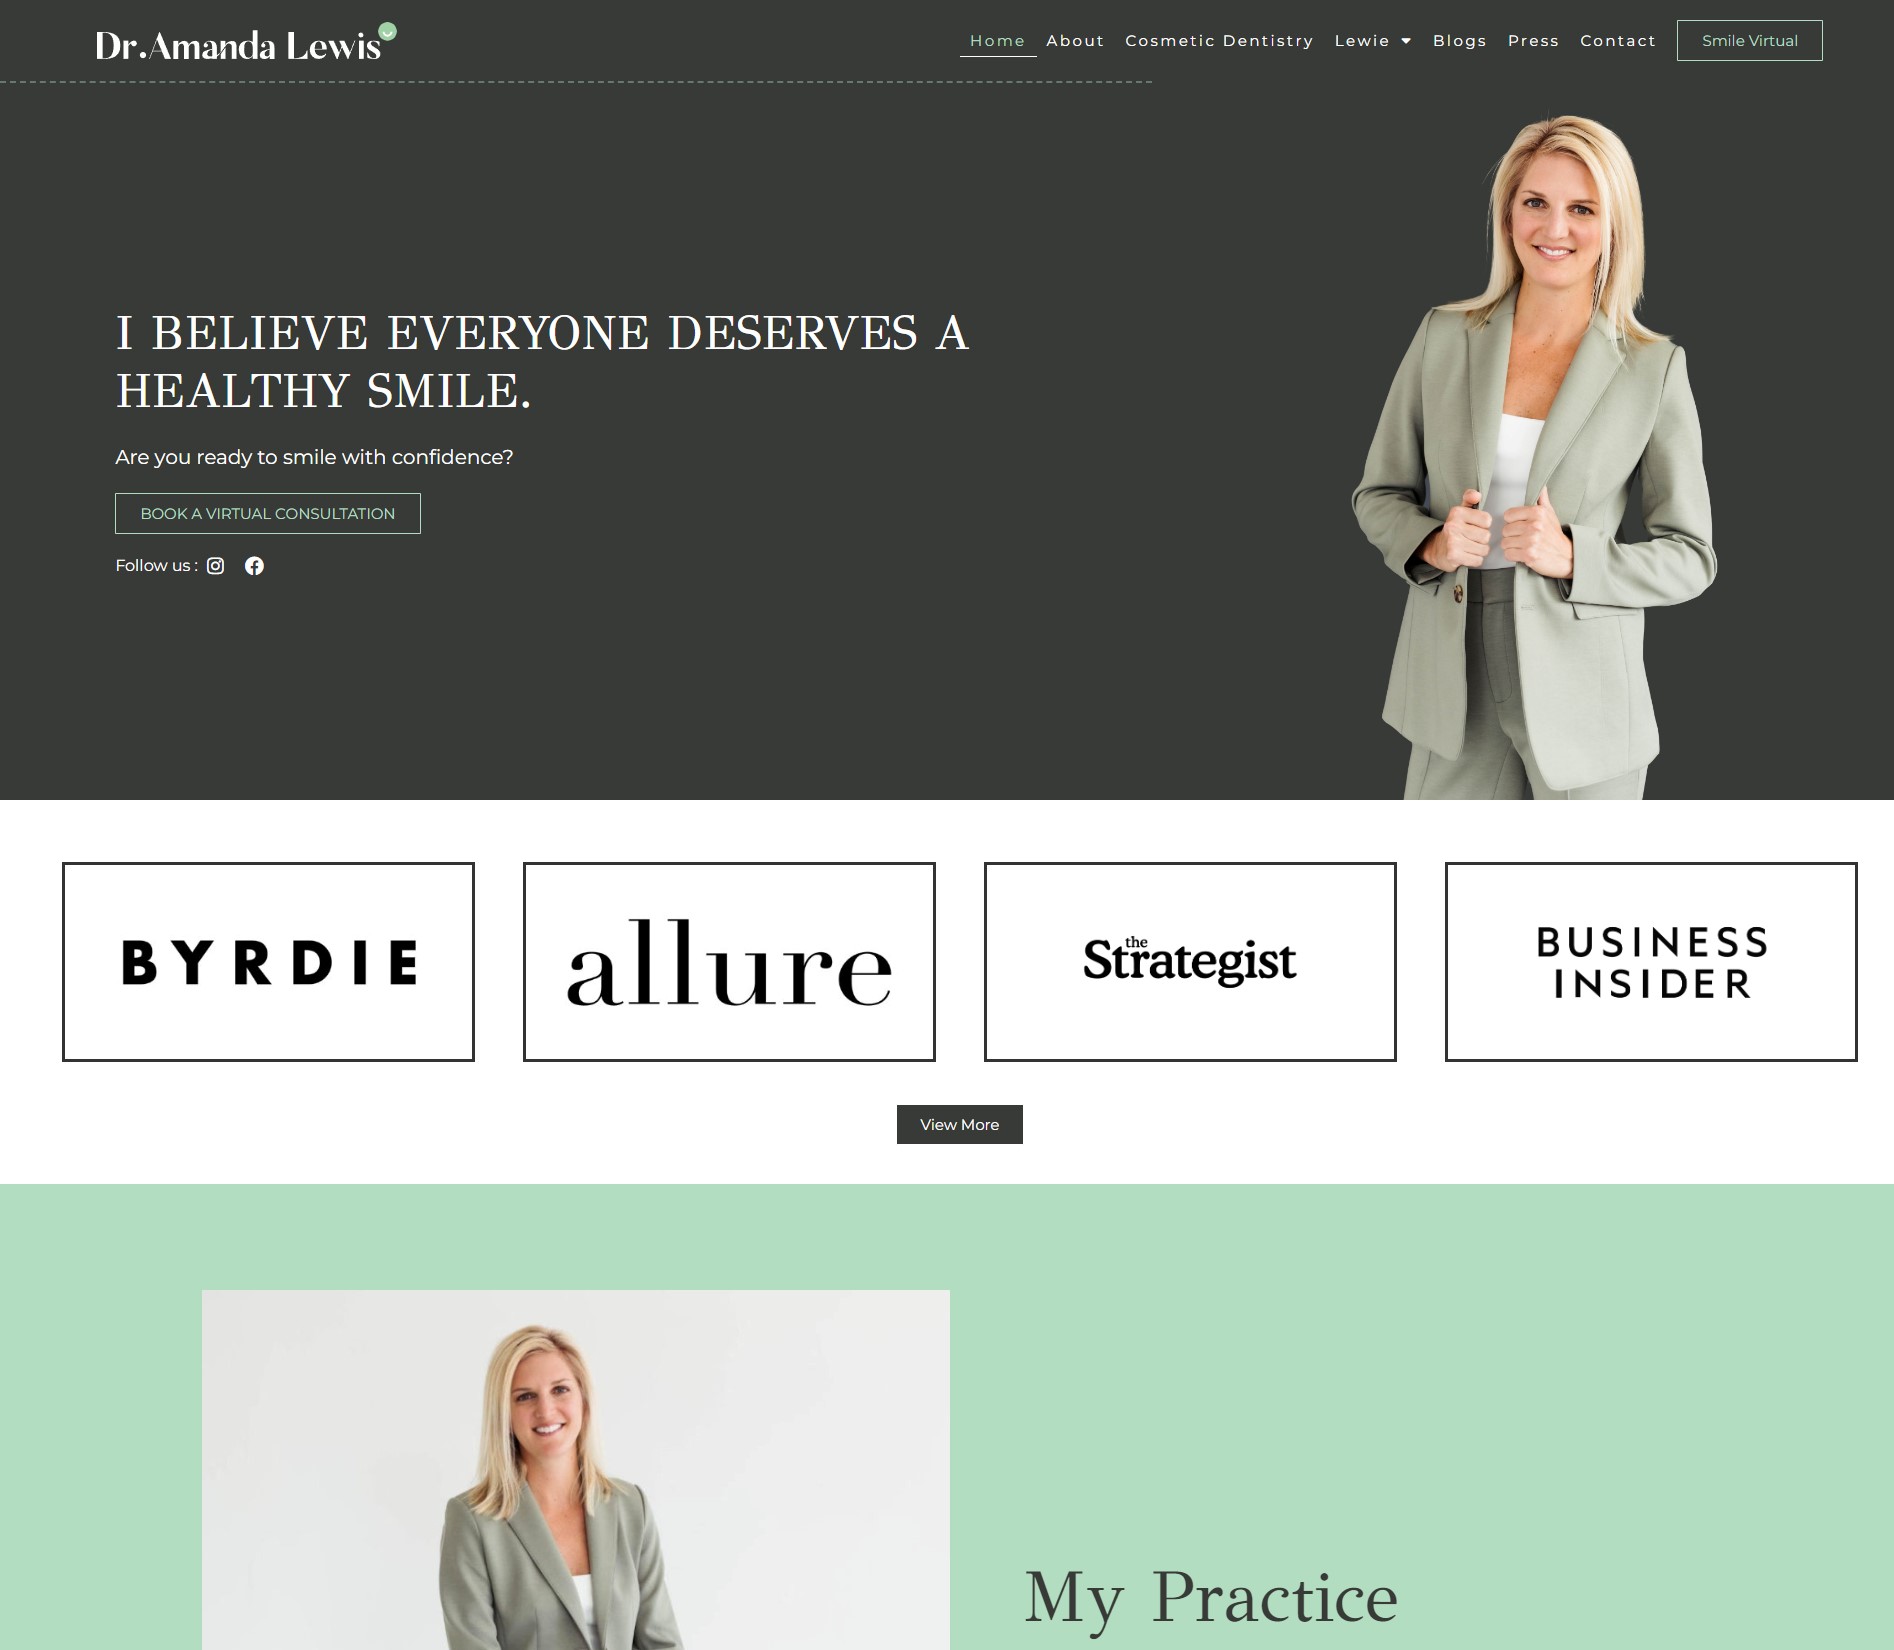 Dr.Amanda Lewis
Home
About
Cosmetic Dentistry
Lewie
Blogs
Press
Contact
Smile Virtual
I BELIEVE EVERYONE DESERVES A
HEALTHY SMILE.
Are you ready to smile with confidence?
BOOK A VIRTUAL CONSULTATION
Follow us :
BYRDIE
allure
the
Strategist
BUSINESS
INSIDER
View More
My Practice